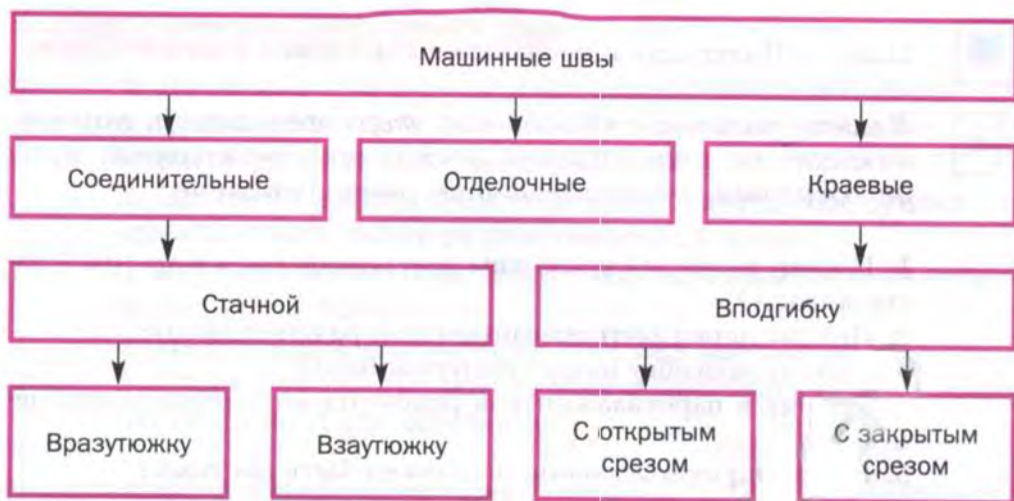 Машинные швы
Соединительные
Отделочные
Краевые
Стачной
Вподгибку
Вразутюжку
Взаутюжку
С открытым
срезом
С закрытым
срезом